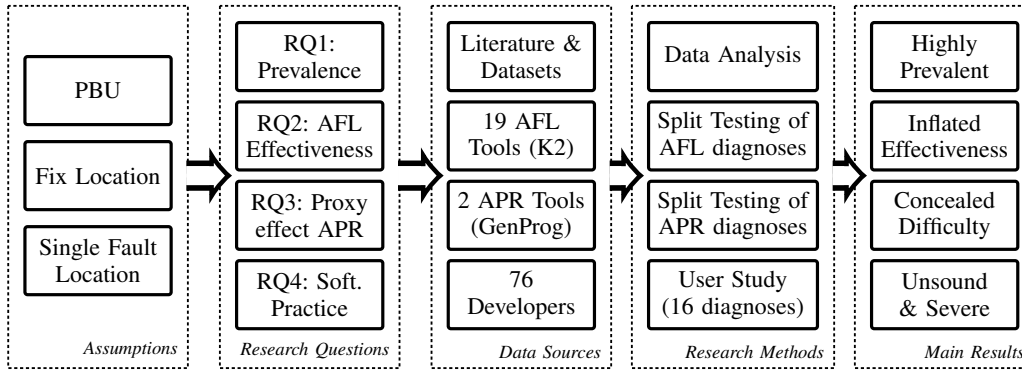 PBU
Fix Location
Single Fault
Location
Assumptions
RQ1:
Prevalence
RQ2: AFL
Effectiveness
RQ3: Proxy
effect APR
RQ4: Soft.
Practice
Research Questions
Literature &
Datasets
19 AFL
Tools (K2)
2 APR Tools
(GenProg)
76
Developers
Data Sources
Data Analysis
Split Testing of
AFL diagnoses
Split Testing of
APR diagnoses
User Study
(16 diagnoses)
Research Methods
Highly
Prevalent
Inflated
Effectiveness
Concealed
Difficulty
Unsound
& Severe
Main Results